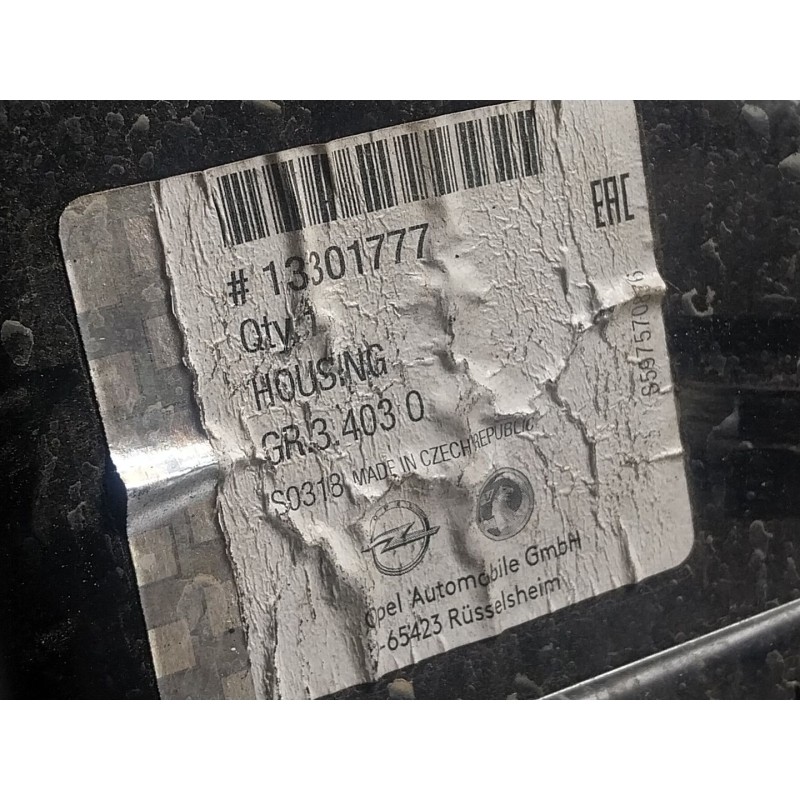 # 13301777
EAC
Qty 1
HOUSING
GR.3.403 0
S0318 MADE IN CZECH REPUBLIC
Opel Automobile GmbH
-65423 Rüsselsheim